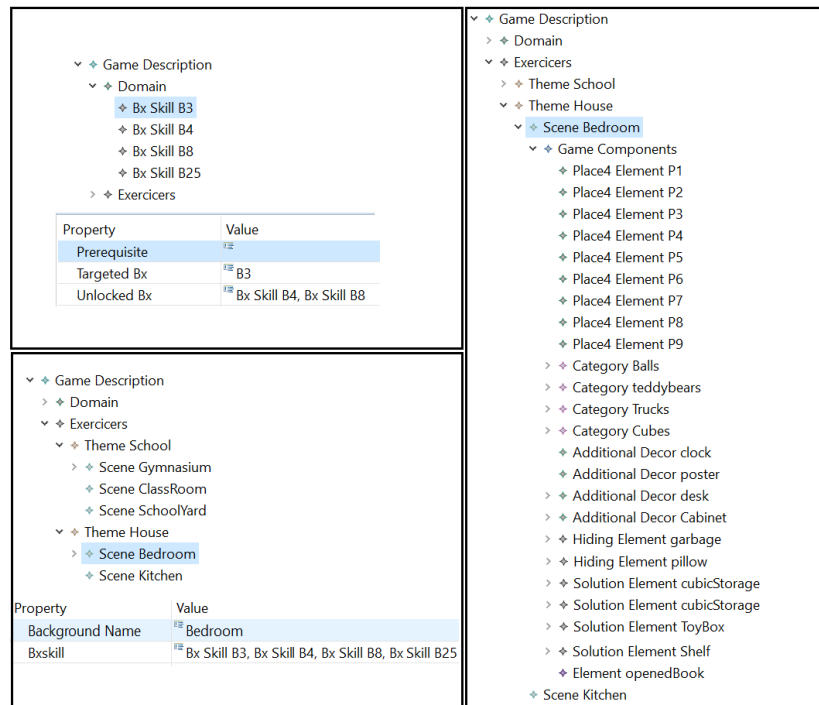 Game Description
Domain
Bx Skill B3
Bx Skill B4
Bx Skill B8
Bx Skill B25
Exercicers
Property Value
Prerequisite
Targeted Bx B3
Unlocked Bx Bx Skill B4, Bx Skill B8
Game Description
Domain
Exercicers
Theme School
Scene Gymnasium
Scene ClassRoom
Scene SchoolYard
Theme House
Scene Bedroom
Scene Kitchen
Property Value
Background Name Bedroom
Bxskill Bx Skill B3, Bx Skill B4, Bx Skill B8, Bx Skill B25
Game Description
Domain
Exercicers
Theme School
Theme House
Scene Bedroom
Game Components
Place4 Element P1
Place4 Element P2
Place4 Element P3
Place4 Element P4
Place4 Element P5
Place4 Element P6
Place4 Element P7
Place4 Element P8
Place4 Element P9
Category Balls
Category teddybears
Category Trucks
Category Cubes
Additional Decor clock
Additional Decor poster
Additional Decor desk
Additional Decor Cabinet
Hiding Element garbage
Hiding Element pillow
Solution Element cubicStorage
Solution Element cubicStorage
Solution Element ToyBox
Solution Element Shelf
Element openedBook
Scene Kitchen